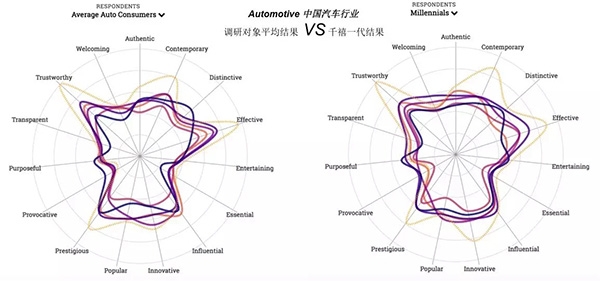 RESPONDENTS
Average Auto Consumers
Automotive 中国汽车行业
调研对象平均结果 VS 千禧一代结果
RESPONDENTS
Millennials
Authentic
Contemporary
Distinctive
Effective
Entertaining
Essential
Influential
Innovative
Popular
Prestigious
Provocative
Purposeful
Transparent
Trustworthy
Welcoming
Authentic
Contemporary
Distinctive
Effective
Entertaining
Essential
Influential
Innovative
Popular
Prestigious
Provocative
Purposeful
Transparent
Trustworthy
Welcoming